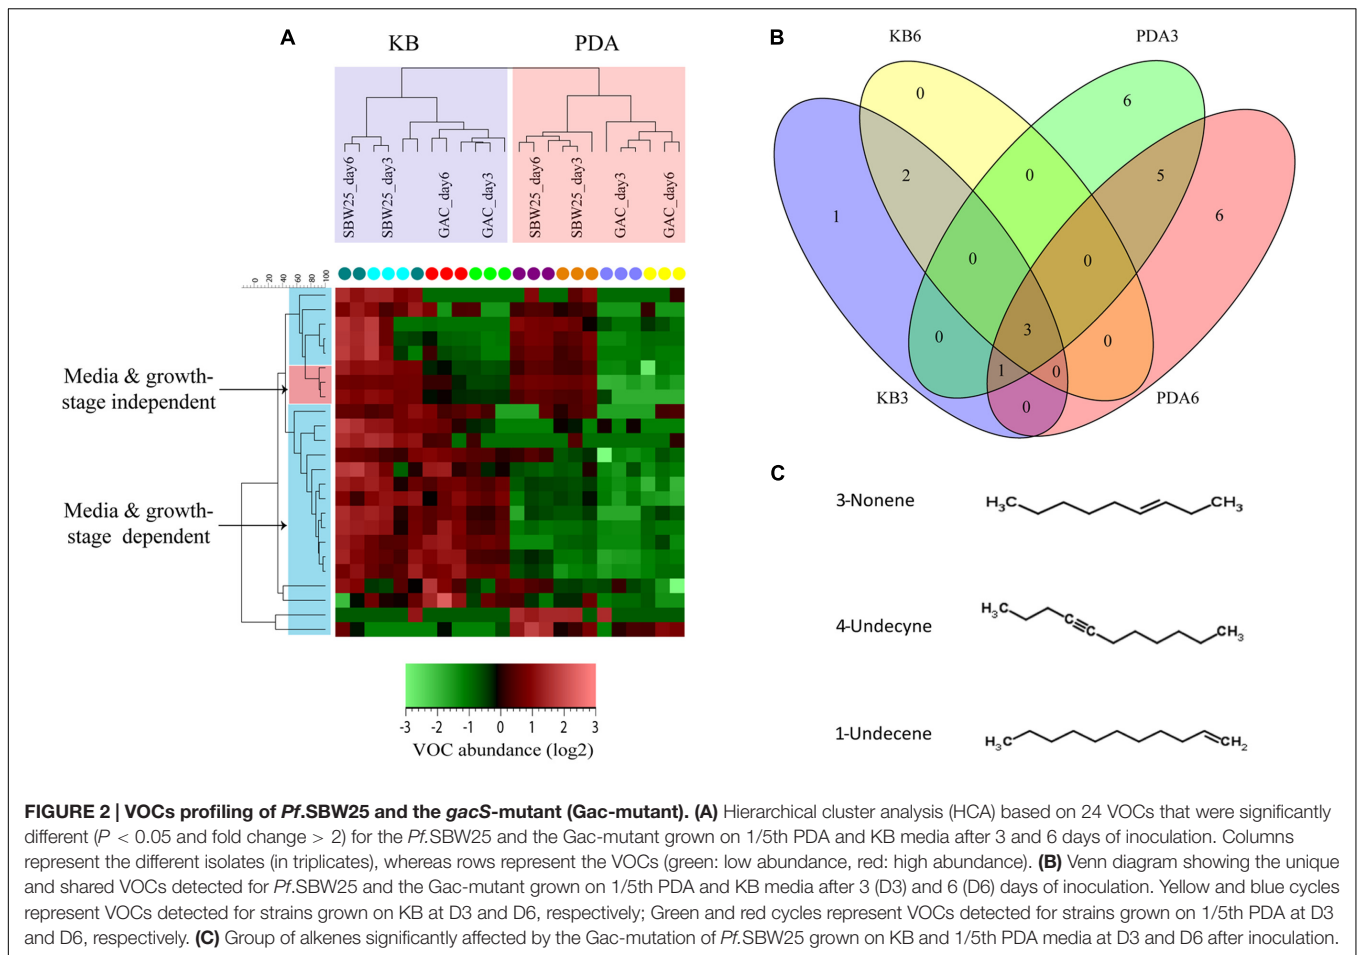 A
KB
PDA
SBW25_day6
SBW25_day3
GAC_day6
GAC_day3
SBW25_day6
SBW25_day3
GAC_day3
GAC_day6
0 20 40 60 80 100
Media & growth-
stage independent
Media & growth-
stage dependent
-3 -2 -1 0 1 2 3
VOC abundance (log2)
B
KB6
PDA3
0
6
2
0
5
1
6
0
0
0
3
0
1
0
KB3
PDA6
0
C
3-Nonene
H3C
CH3
4-Undecyne
H3C
C
C
CH3
1-Undecene
H3C
CH2
FIGURE 2 | VOCs profiling of Pf.SBW25 and the gacS-mutant (Gac-mutant). (A) Hierarchical cluster analysis (HCA) based on 24 VOCs that were significantly
different (P < 0.05 and fold change > 2) for the Pf.SBW25 and the Gac-mutant grown on 1/5th PDA and KB media after 3 and 6 days of inoculation. Columns
represent the different isolates (in triplicates), whereas rows represent the VOCs (green: low abundance, red: high abundance). (B) Venn diagram showing the unique
and shared VOCs detected for Pf.SBW25 and the Gac-mutant grown on 1/5th PDA and KB media after 3 (D3) and 6 (D6) days of inoculation. Yellow and blue cycles
represent VOCs detected for strains grown on KB at D3 and D6, respectively; Green and red cycles represent VOCs detected for strains grown on 1/5th PDA at D3
and D6, respectively. (C) Group of alkenes significantly affected by the Gac-mutation of Pf.SBW25 grown on KB and 1/5th PDA media at D3 and D6 after inoculation.